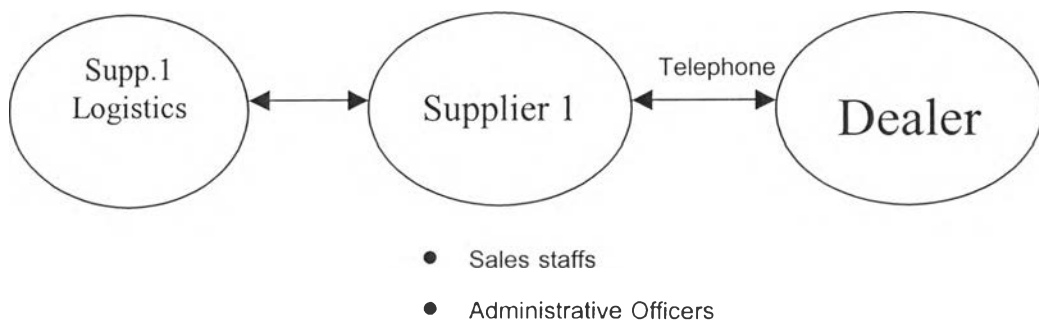 Supp.1
Logistics
Supplier 1
Telephone
Dealer
● Sales staffs
● Administrative Officers